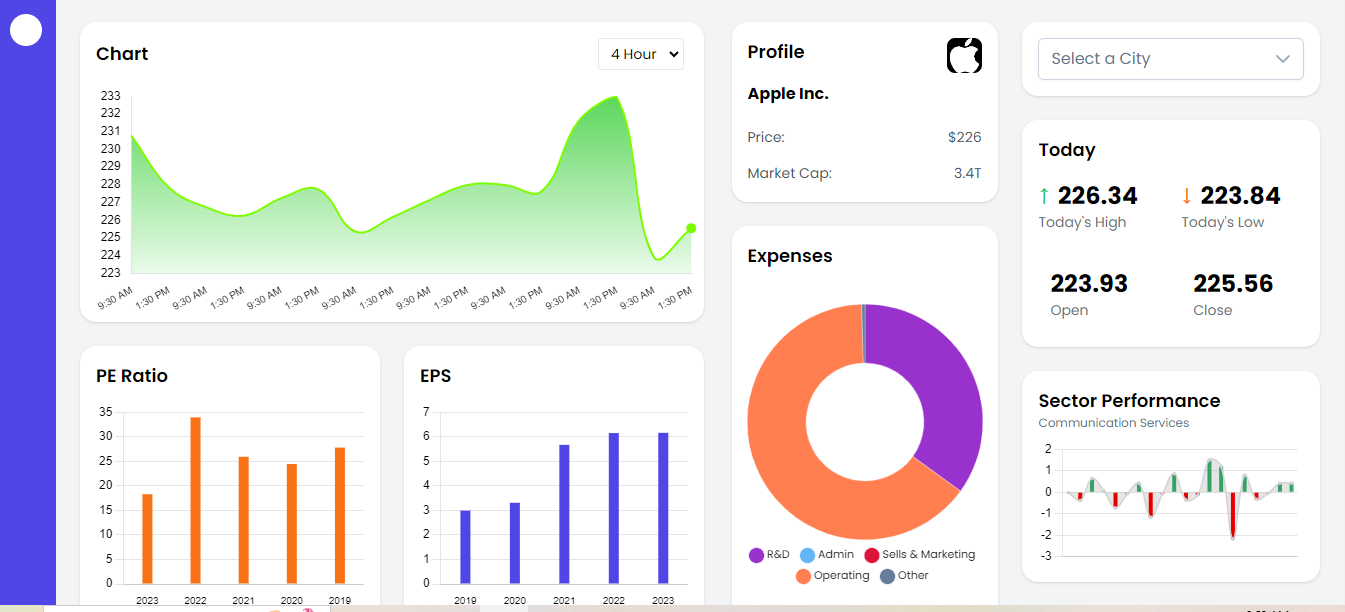 Chart
4 Hour
233
232
231
230
229
228
227
226
225
224
223
9:30 AM 1:30 PM 9:30 AM 1:30 PM 9:30 AM 1:30 PM 9:30 AM 1:30 PM 9:30 AM 1:30 PM 9:30 AM 1:30 PM 9:30 AM 1:30 PM 9:30 AM 1:30 PM
PE Ratio
35
30
25
20
15
10
5
0
2023 2022 2021 2020 2019
EPS
7
6
5
4
3
2
1
0
2019 2020 2021 2022 2023
Profile
Apple Inc.
Price: $226
Market Cap: 3.4T
Expenses
R&D Admin Sells & Marketing
Operating Other
Select a City
Today
↑ 226.34 ↓ 223.84
Today's High Today's Low
223.93 225.56
Open Close
Sector Performance
Communication Services
2
1
0
-1
-2
-3